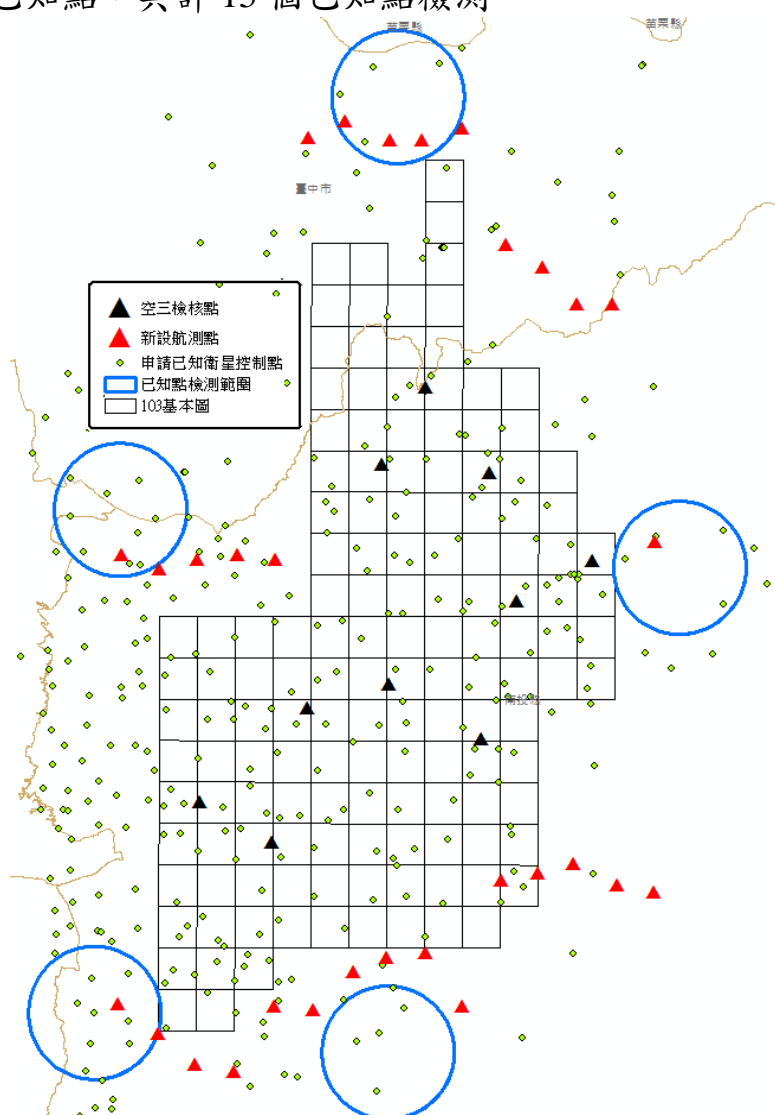 已知點,共計 15 個已知點檢測
苗栗縣
苗栗縣
臺中市
空三檢核點
新設航測點
申請已知衛星控制點
已知點檢測範圍
103基本圖
南投縣